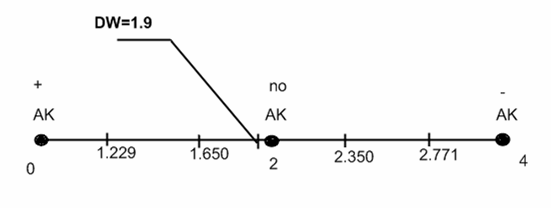 DW=1.9
+ no -
AK AK AK
0 1.229 1.650 2 2.350 2.771 4